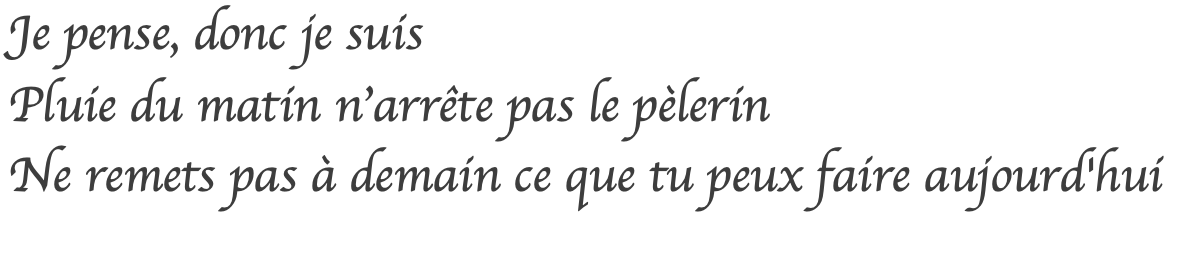 Je pense, donc je suis
Pluie du matin n’arrête pas le pèlerin
Ne remets pas à demain ce que tu peux faire aujourd'hui